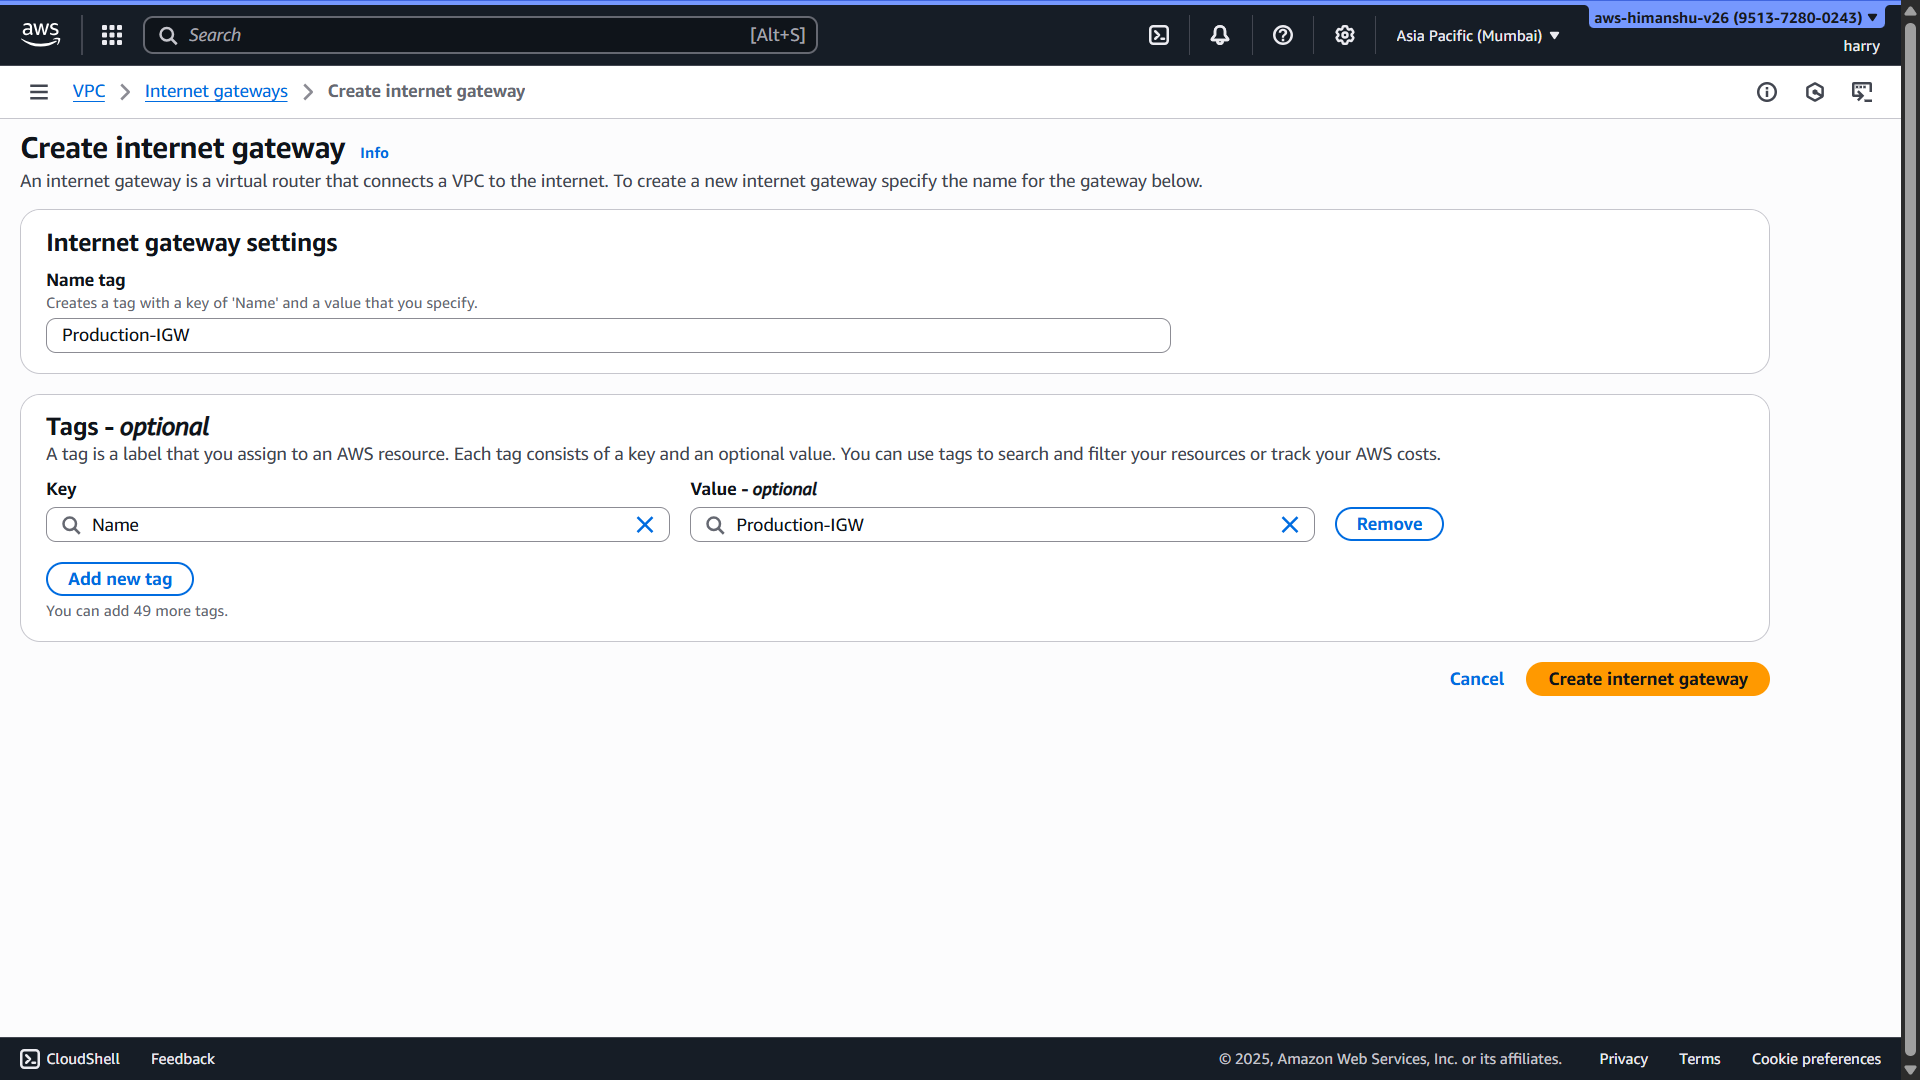 aws
Search [Alt+S]
Asia Pacific (Mumbai)
aws-himanshu-v26 (9513-7280-0243)
harry
VPC
Internet gateways
Create internet gateway
Create internet gateway Info
An internet gateway is a virtual router that connects a VPC to the internet. To create a new internet gateway specify the name for the gateway below.
Internet gateway settings
Name tag
Creates a tag with a key of 'Name' and a value that you specify.
Production-IGW
Tags - optional
A tag is a label that you assign to an AWS resource. Each tag consists of a key and an optional value. You can use tags to search and filter your resources or track your AWS costs.
Key Value - optional
Name Production-IGW Remove
Add new tag
You can add 49 more tags.
Cancel Create internet gateway
CloudShell Feedback © 2025, Amazon Web Services, Inc. or its affiliates. Privacy Terms Cookie preferences